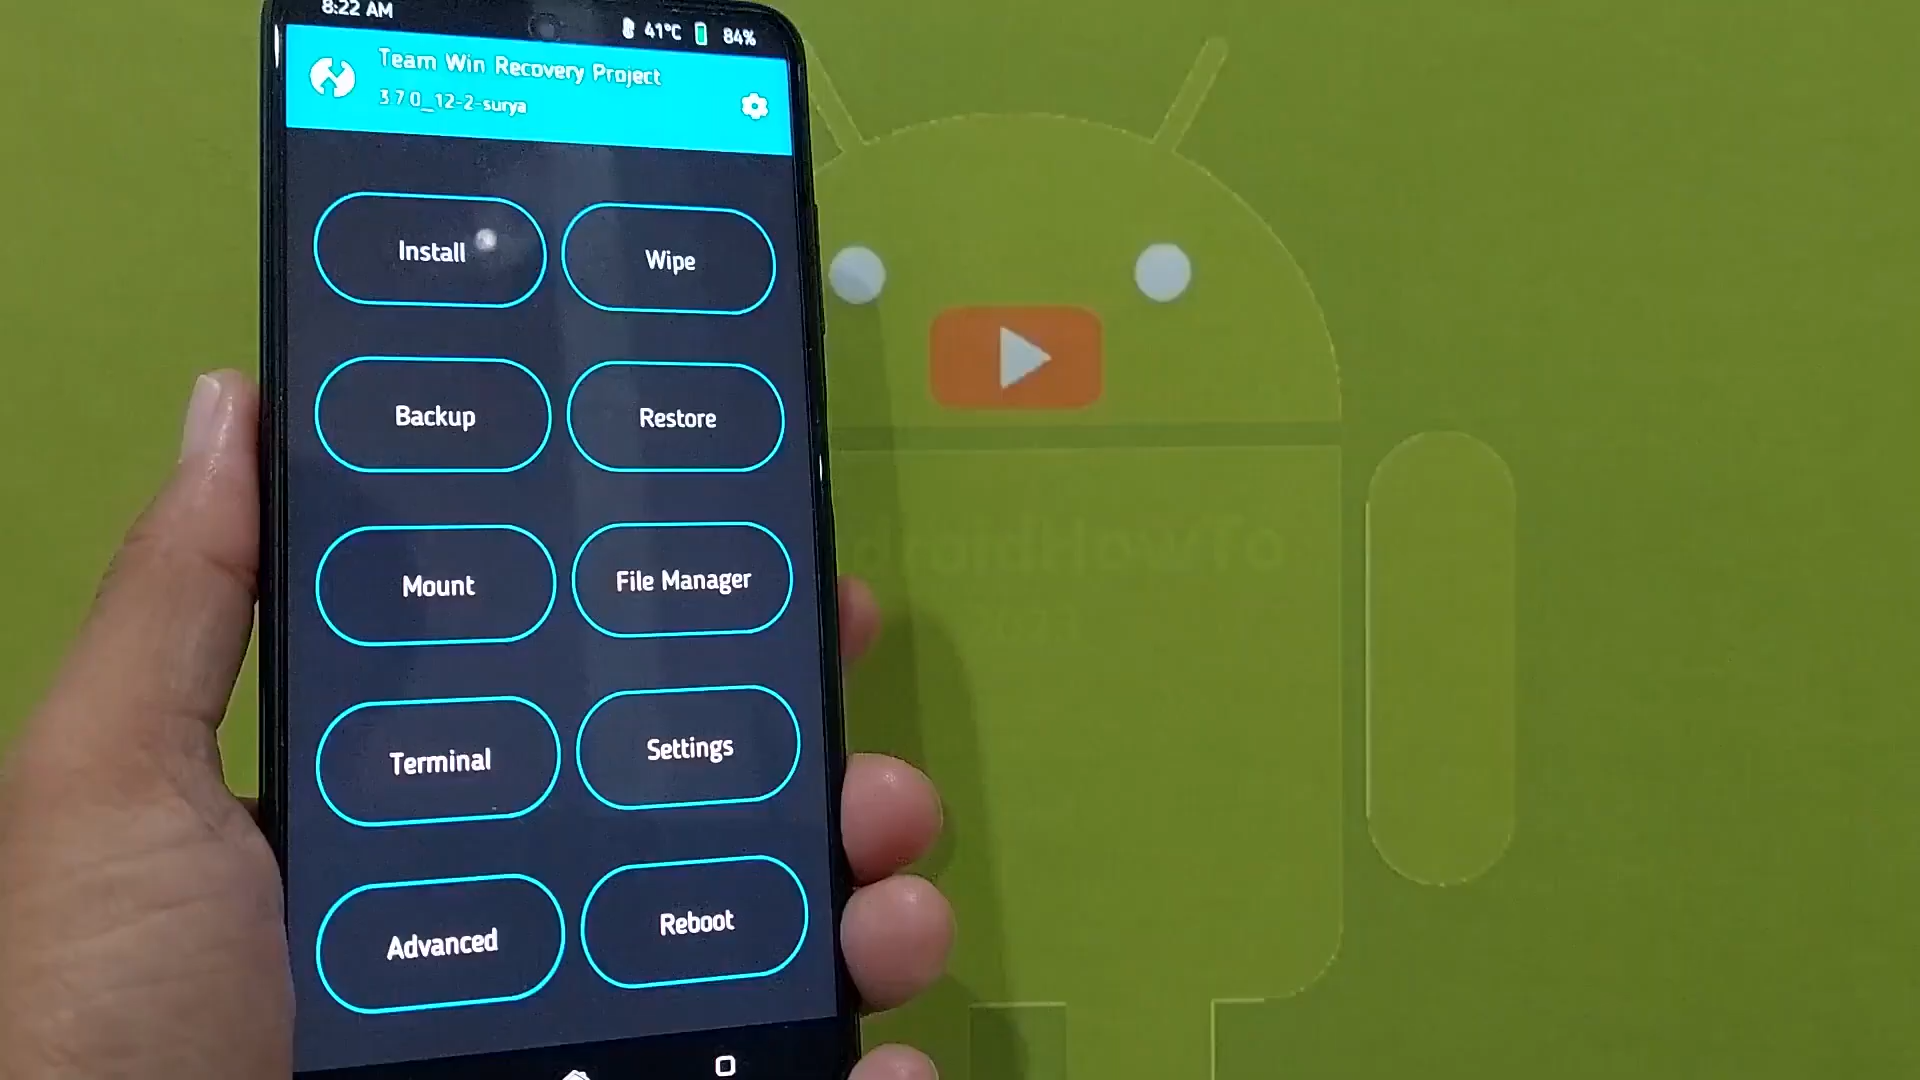 8:22 AM
41°C 84%
Team Win Recovery Project
3.7.0_12-2-surya
Install
Wipe
Backup
Restore
Mount
File Manager
Terminal
Settings
Advanced
Reboot
droidHowTo